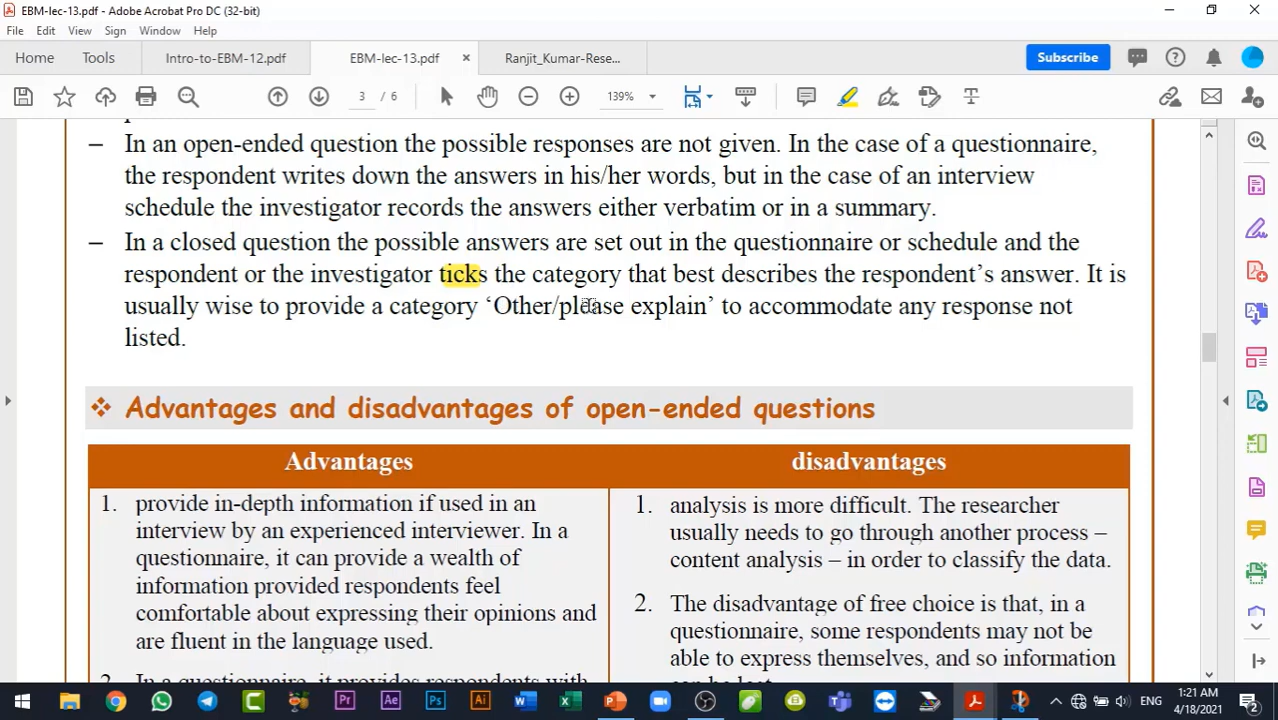 EBM-lec-13.pdf - Adobe Acrobat Pro DC (32-bit)
File Edit View Sign Window Help
Home Tools Intro-to-EBM-12.pdf EBM-lec-13.pdf × Ranjit_Kumar-Rese... Subscribe
3 / 6 139%
– In an open-ended question the possible responses are not given. In the case of a questionnaire,
the respondent writes down the answers in his/her words, but in the case of an interview
schedule the investigator records the answers either verbatim or in a summary.
– In a closed question the possible answers are set out in the questionnaire or schedule and the
respondent or the investigator ticks the category that best describes the respondent’s answer. It is
usually wise to provide a category ‘Other/please explain’ to accommodate any response not
listed.
❖ Advantages and disadvantages of open-ended questions
Advantages
1. provide in-depth information if used in an
interview by an experienced interviewer. In a
questionnaire, it can provide a wealth of
information provided respondents feel
comfortable about expressing their opinions and
are fluent in the language used.
2. In a questionnaire, it provides respondents with
disadvantages
1. analysis is more difficult. The researcher
usually needs to go through another process –
content analysis – in order to classify the data.
2. The disadvantage of free choice is that, in a
questionnaire, some respondents may not be
able to express themselves, and so information
can be lost
ENG 1:21 AM
4/18/2021 2